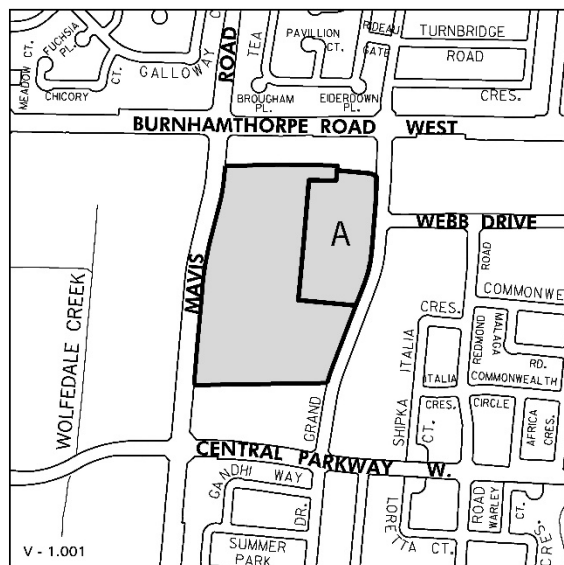 MEADOW CT.
FUCHSIA PL.
CHICORY
CT.
GALLOWAY
ROAD
TEA
PAVILLION CT.
RIDEAU GATE
TURNBRIDGE
ROAD
CRES.
BROUGHAM PL.
EIDERDOWN PL.
BURNHAMTHORPE ROAD WEST
A
WEBB DRIVE
MAVIS
WOLFEDALE CREEK
ROAD
COMMONWE
CRES.
ITALIA
REDMOND
MALAGA
RD.
ITALIA
COMMONWEALTH
CRES.
CIRCLE
SHIPKA
CT.
AFRICA
CRES.
GRAND
CENTRAL PARKWAY W.
GANDHI WAY
DR.
SUMMER
PARK
LORETTA CT.
ROAD
WARLEY
CT.
CRES.
V - 1.001